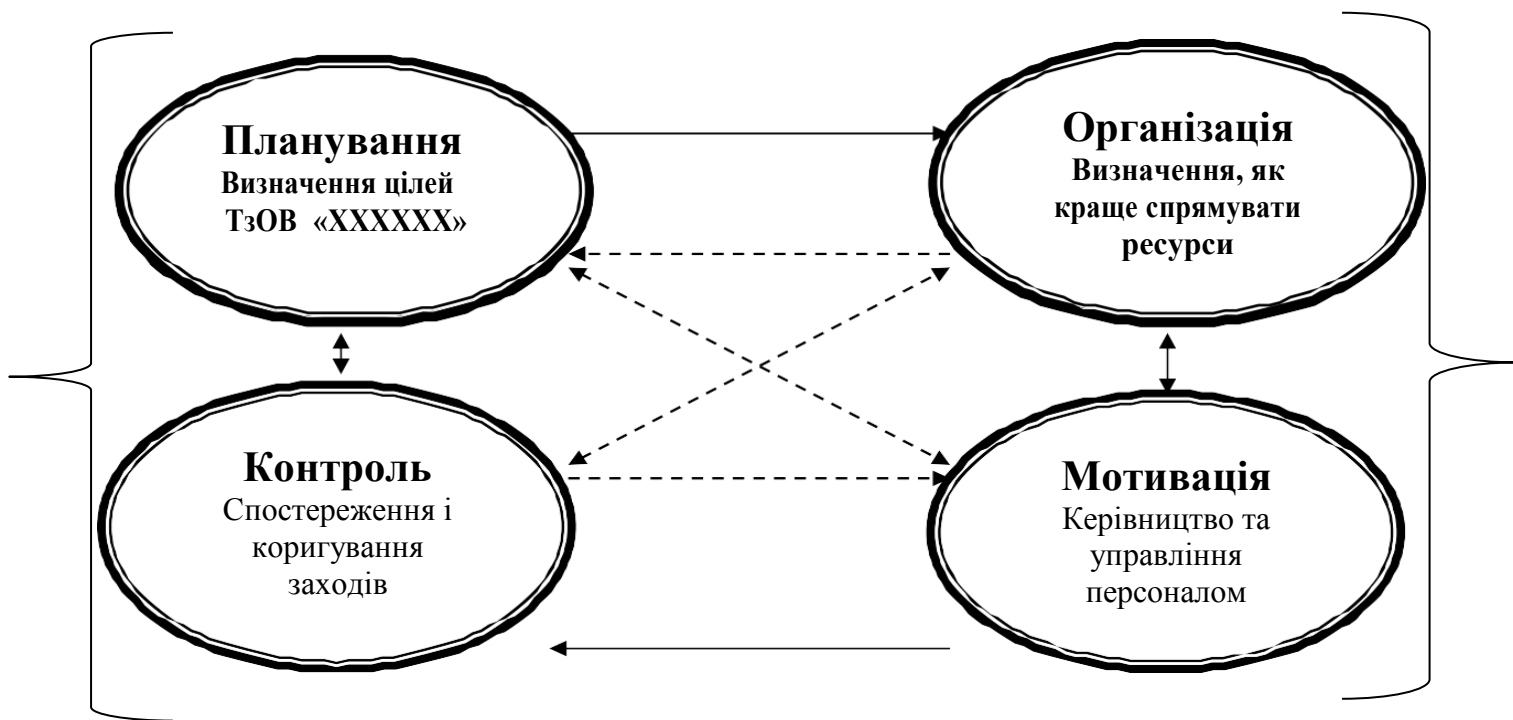 Планування
Визначення цілей
ТзОВ «ХХХХХХ»
Організація
Визначення, як
краще спрямувати
ресурси
Контроль
Спостереження і
коригування
заходів
Мотивація
Керівництво та
управління
персоналом